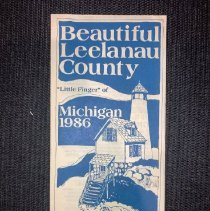 Beautiful
Leelanau
County
"Little Finger" of
Michigan
1986